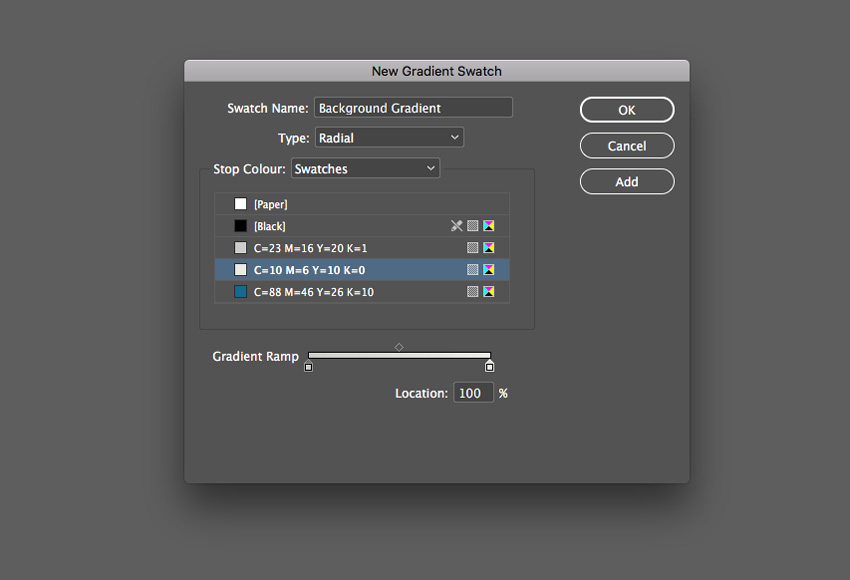 New Gradient Swatch
Swatch Name: Background Gradient
OK
Type: Radial
Cancel
Stop Colour: Swatches
Add
[Paper]
[Black]
C=23 M=16 Y=20 K=1
C=10 M=6 Y=10 K=0
C=88 M=46 Y=26 K=10
Gradient Ramp
Location: 100 %